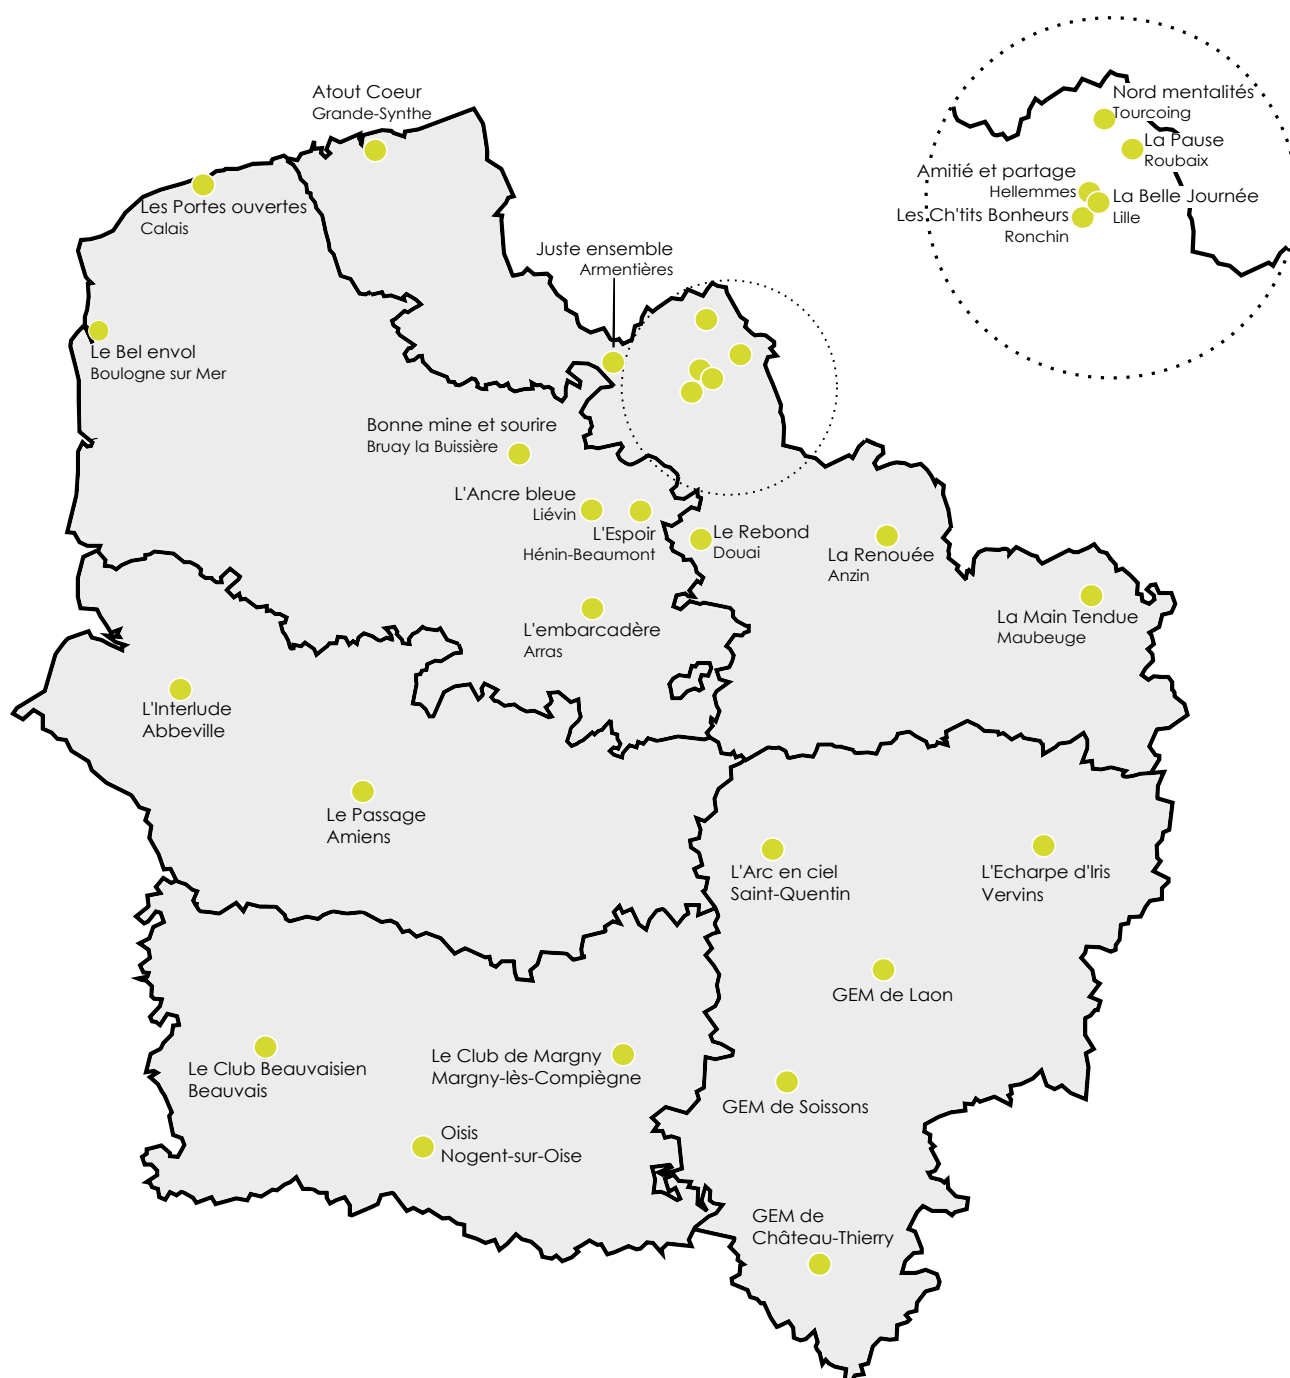 Atout Coeur
Grande-Synthe
Nord mentalités
Tourcoing
La Pause
Roubaix
Amitié et partage
Hellemmes
La Belle Journée
Lille
Les Ch'tits Bonheurs
Ronchin
Les Portes ouvertes
Calais
Juste ensemble
Armentières
Le Bel envol
Boulogne sur Mer
Bonne mine et sourire
Bruay la Buissière
L'Ancre bleue
Liévin
L'Espoir
Hénin-Beaumont
Le Rebond
Douai
La Renouée
Anzin
La Main Tendue
Maubeuge
L'embarcadère
Arras
L'Interlude
Abbeville
Le Passage
Amiens
L'Arc en ciel
Saint-Quentin
L'Echarpe d'Iris
Vervins
GEM de Laon
Le Club Beauvaisien
Beauvais
Le Club de Margny
Margny-lès-Compiègne
GEM de Soissons
Oisis
Nogent-sur-Oise
GEM de
Château-Thierry